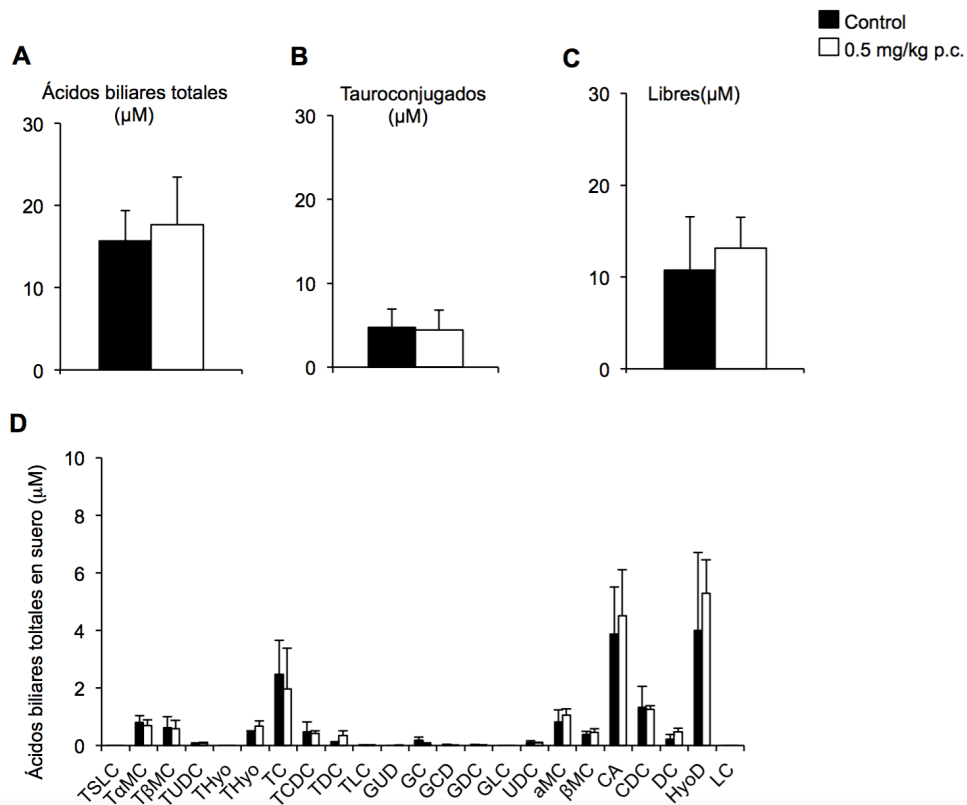 Control
0.5 mg/kg p.c.
A
Ácidos biliares totales
(µM)
30
20
10
0
B
Tauroconjugados
(µM)
30
20
10
0
C
Libres(µM)
30
20
10
0
D
Ácidos biliares toltales en suero (µM)
10
8
6
4
2
0
TSLC
TαMC
TβMC
TUDC
THyo
THyo
TC
TCDC
TDC
TLC
GUD
GC
GCD
GDC
GLC
UDC
aMC
βMC
CA
CDC
DC
HyoD
LC